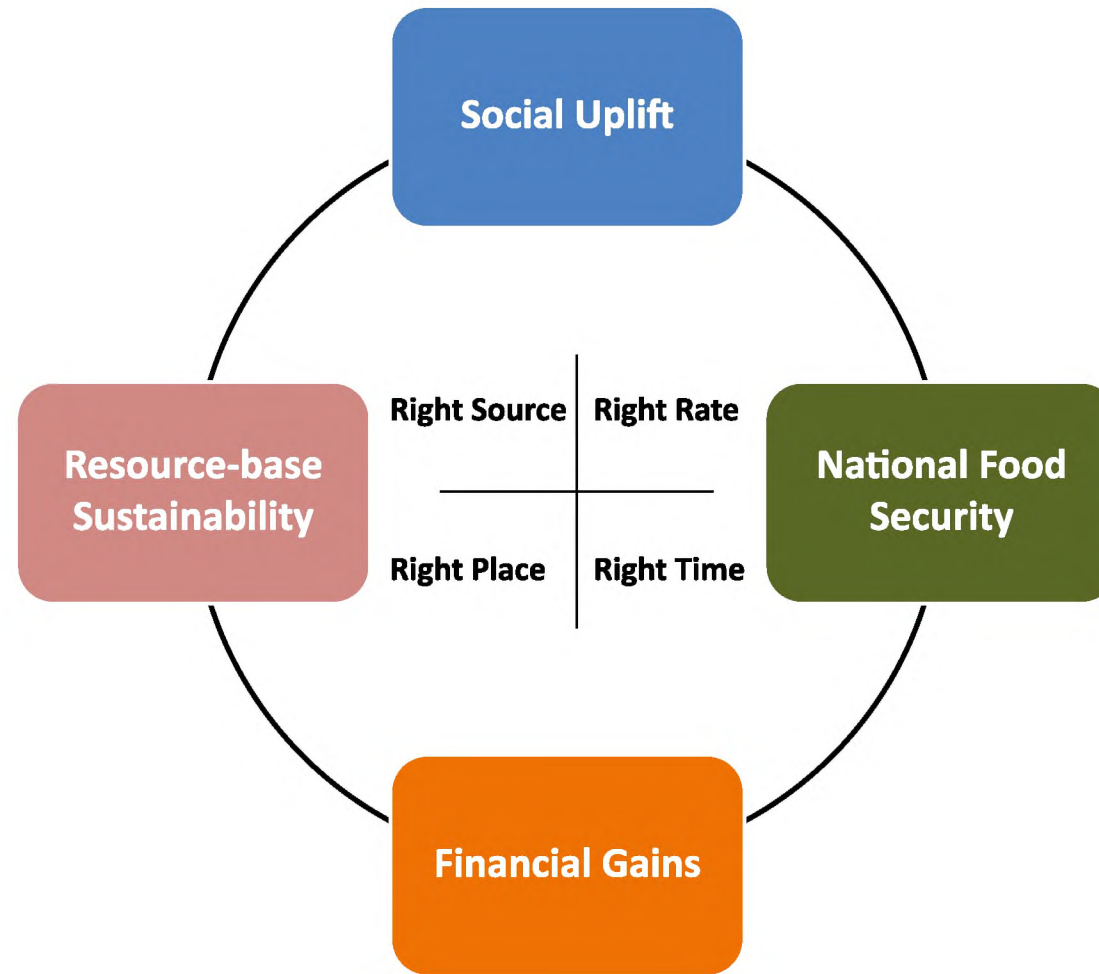 Social Uplift
Right Source
Right Rate
Resource-base
Sustainability
National Food
Security
Right Place
Right Time
Financial Gains